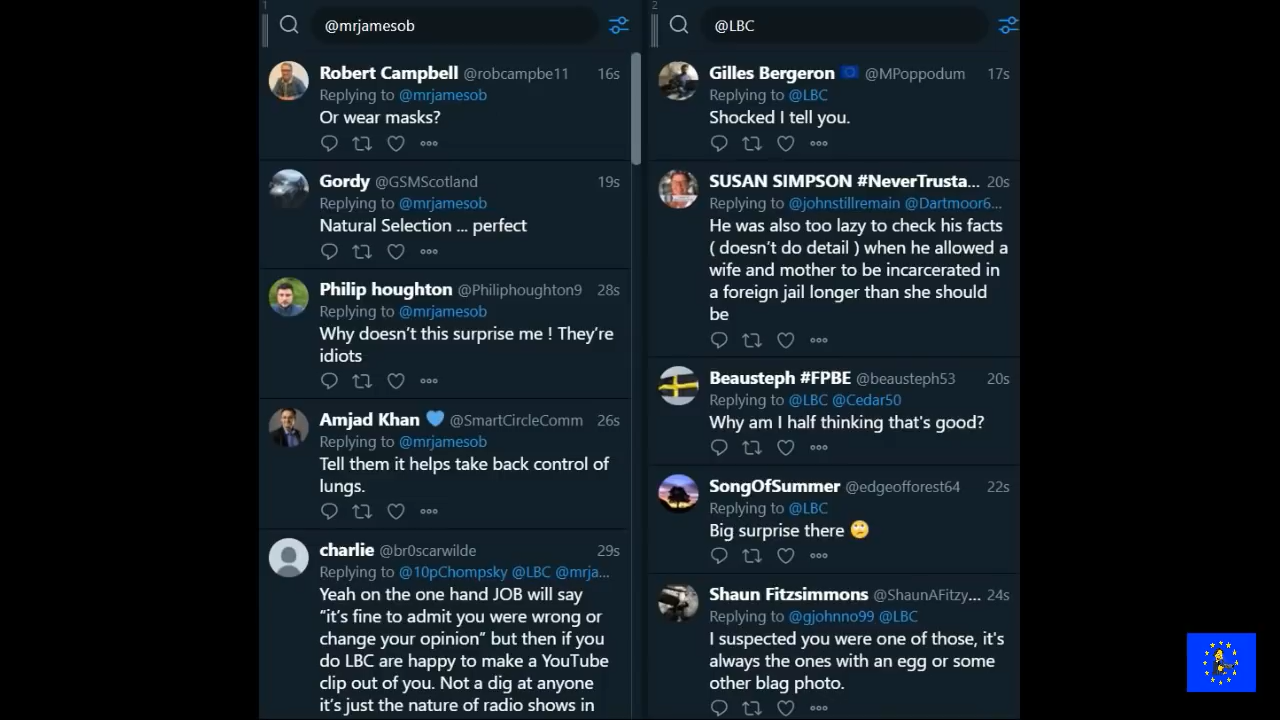 1
@mrjamesob
Robert Campbell @robcampbe11 16s
Replying to @mrjamesob
Or wear masks?
Gordy @GSMScotland 19s
Replying to @mrjamesob
Natural Selection ... perfect
Philip houghton @Philiphoughton9 28s
Replying to @mrjamesob
Why doesn’t this surprise me ! They’re
idiots
Amjad Khan @SmartCircleComm 26s
Replying to @mrjamesob
Tell them it helps take back control of
lungs.
charlie @br0scarwilde 29s
Replying to @10pChompsky @LBC @mrja...
Yeah on the one hand JOB will say
“it’s fine to admit you were wrong or
change your opinion” but then if you
do LBC are happy to make a YouTube
clip out of you. Not a dig at anyone
it’s just the nature of radio shows in
2
@LBC
Gilles Bergeron @MPoppodum 17s
Replying to @LBC
Shocked I tell you.
SUSAN SIMPSON #NeverTrusta... 20s
Replying to @johnstillremain @Dartmoor6...
He was also too lazy to check his facts
( doesn’t do detail ) when he allowed a
wife and mother to be incarcerated in
a foreign jail longer than she should
be
Beausteph #FPBE @beausteph53 20s
Replying to @LBC @Cedar50
Why am I half thinking that's good?
SongOfSummer @edgeofforest64 22s
Replying to @LBC
Big surprise there 🙄
Shaun Fitzsimmons @ShaunAFitzy... 24s
Replying to @gjohnno99 @LBC
I suspected you were one of those, it's
always the ones with an egg or some
other blag photo.